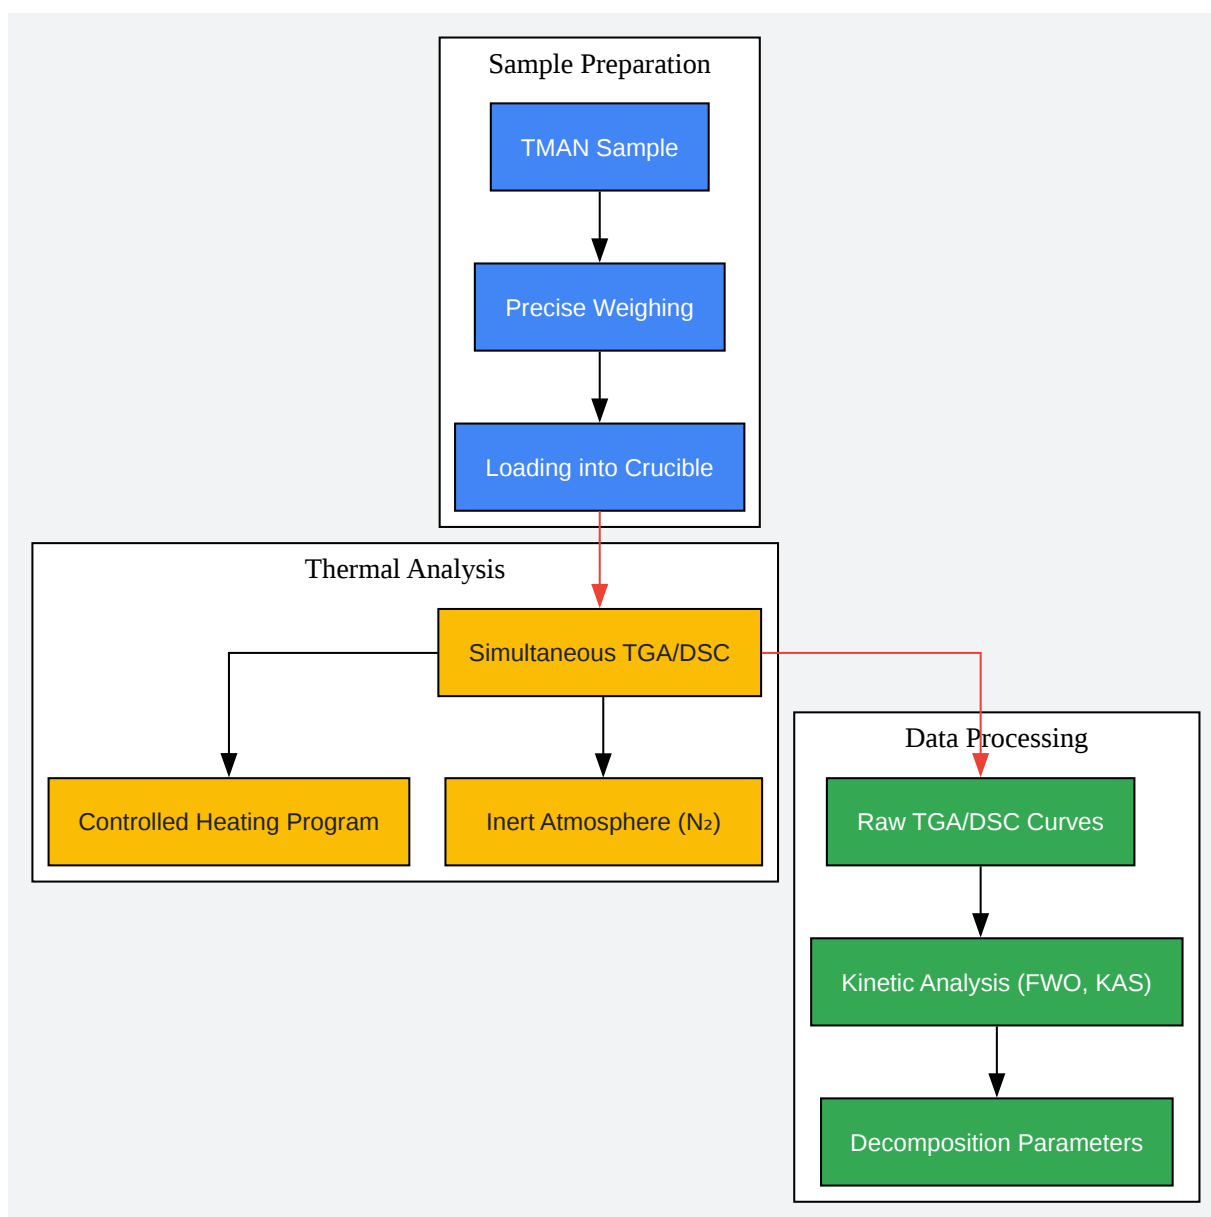 Sample Preparation
TMAN Sample
Precise Weighing
Loading into Crucible
Thermal Analysis
Simultaneous TGA/DSC
Controlled Heating Program
Inert Atmosphere (N₂)
Data Processing
Raw TGA/DSC Curves
Kinetic Analysis (FWO, KAS)
Decomposition Parameters